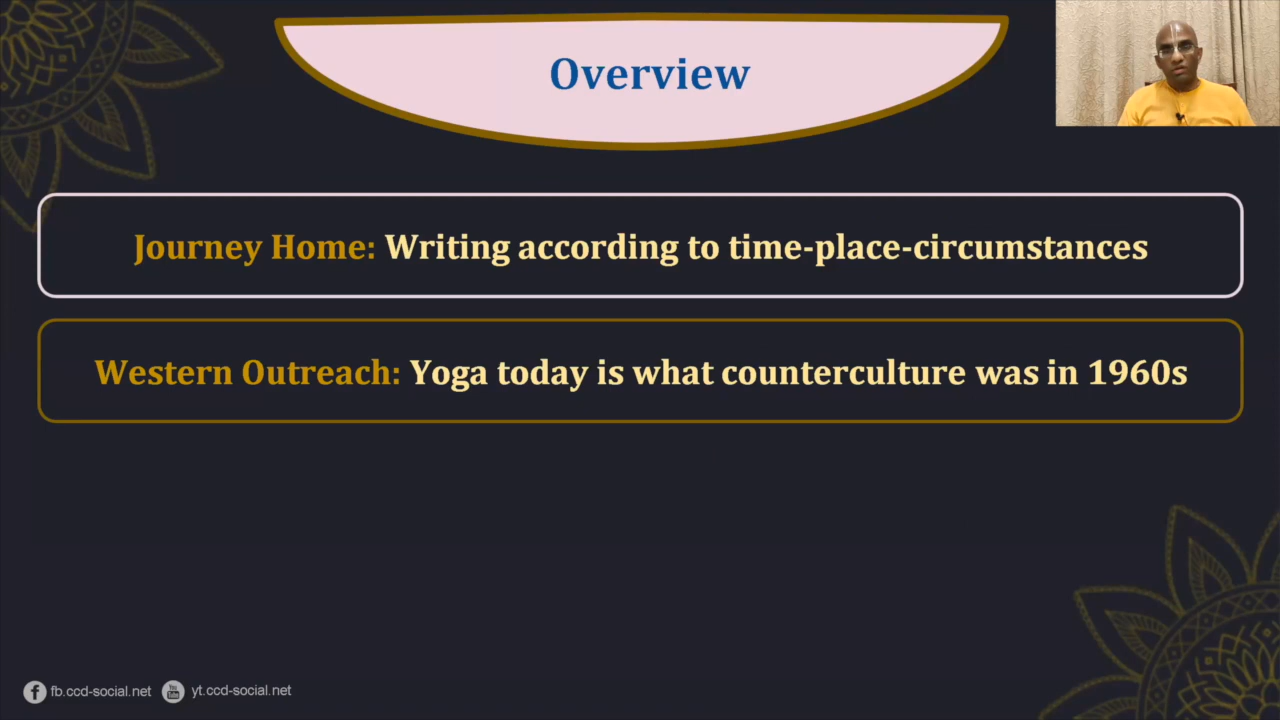 Overview
Journey Home: Writing according to time-place-circumstances
Western Outreach: Yoga today is what counterculture was in 1960s
fb.ccd-social.net yt.ccd-social.net